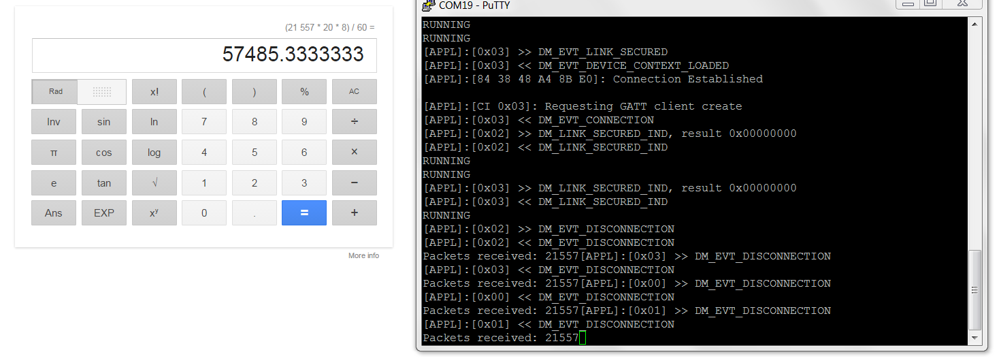 (21 557 * 20 * 8) / 60 =
57485.3333333
Rad x! ( ) % AC
Inv sin ln 7 8 9 ÷
π cos log 4 5 6 ×
e tan √ 1 2 3 −
Ans EXP xʸ 0 . = +
More info
COM19 - PuTTY
RUNNING
RUNNING
[APPL]:[0x03] >> DM_EVT_LINK_SECURED
[APPL]:[0x03] << DM_EVT_DEVICE_CONTEXT_LOADED
[APPL]:[84 38 48 A4 8B E0]: Connection Established
[APPL]:[CI 0x03]: Requesting GATT client create
[APPL]:[0x03] << DM_EVT_CONNECTION
[APPL]:[0x02] >> DM_LINK_SECURED_IND, result 0x00000000
[APPL]:[0x02] << DM_LINK_SECURED_IND
RUNNING
RUNNING
[APPL]:[0x03] >> DM_LINK_SECURED_IND, result 0x00000000
[APPL]:[0x03] << DM_LINK_SECURED_IND
RUNNING
[APPL]:[0x02] >> DM_EVT_DISCONNECTION
[APPL]:[0x02] << DM_EVT_DISCONNECTION
Packets received: 21557[APPL]:[0x03] >> DM_EVT_DISCONNECTION
[APPL]:[0x03] << DM_EVT_DISCONNECTION
Packets received: 21557[APPL]:[0x00] >> DM_EVT_DISCONNECTION
[APPL]:[0x00] << DM_EVT_DISCONNECTION
Packets received: 21557[APPL]:[0x01] >> DM_EVT_DISCONNECTION
[APPL]:[0x01] << DM_EVT_DISCONNECTION
Packets received: 21557